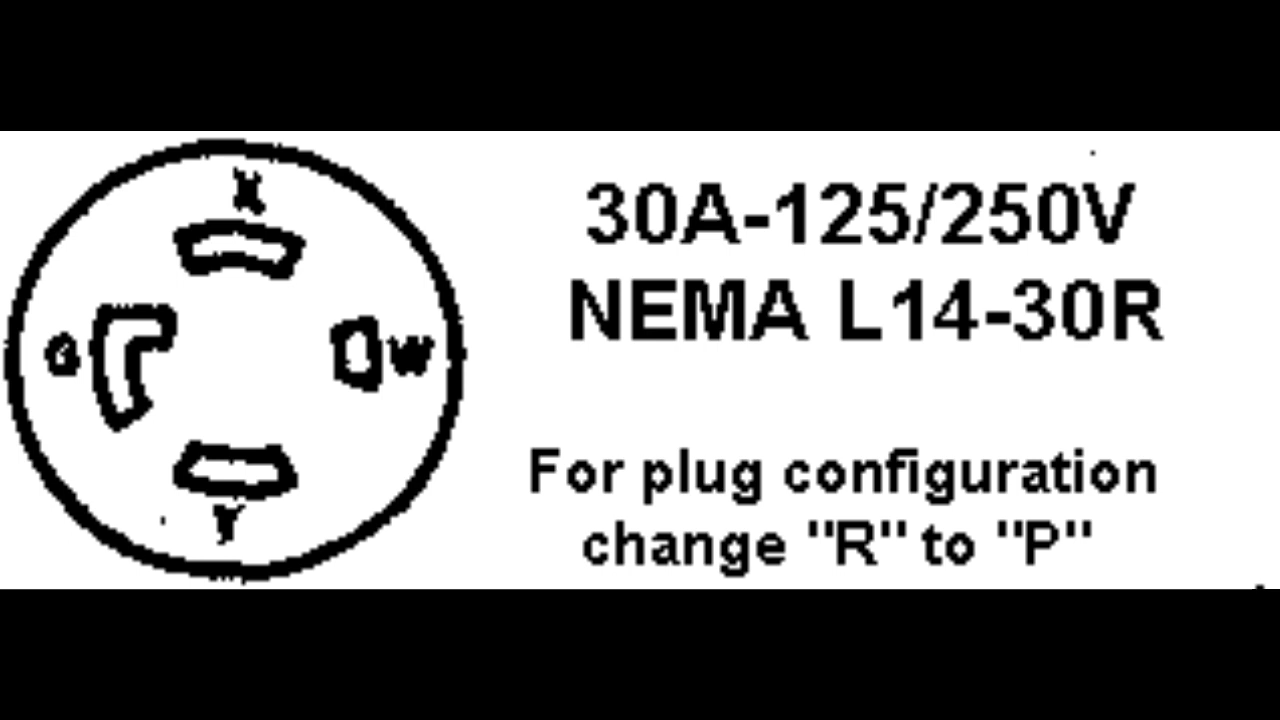 X
30A-125/250V
NEMA L14-30R
G
W
For plug configuration
change "R" to "P"
Y